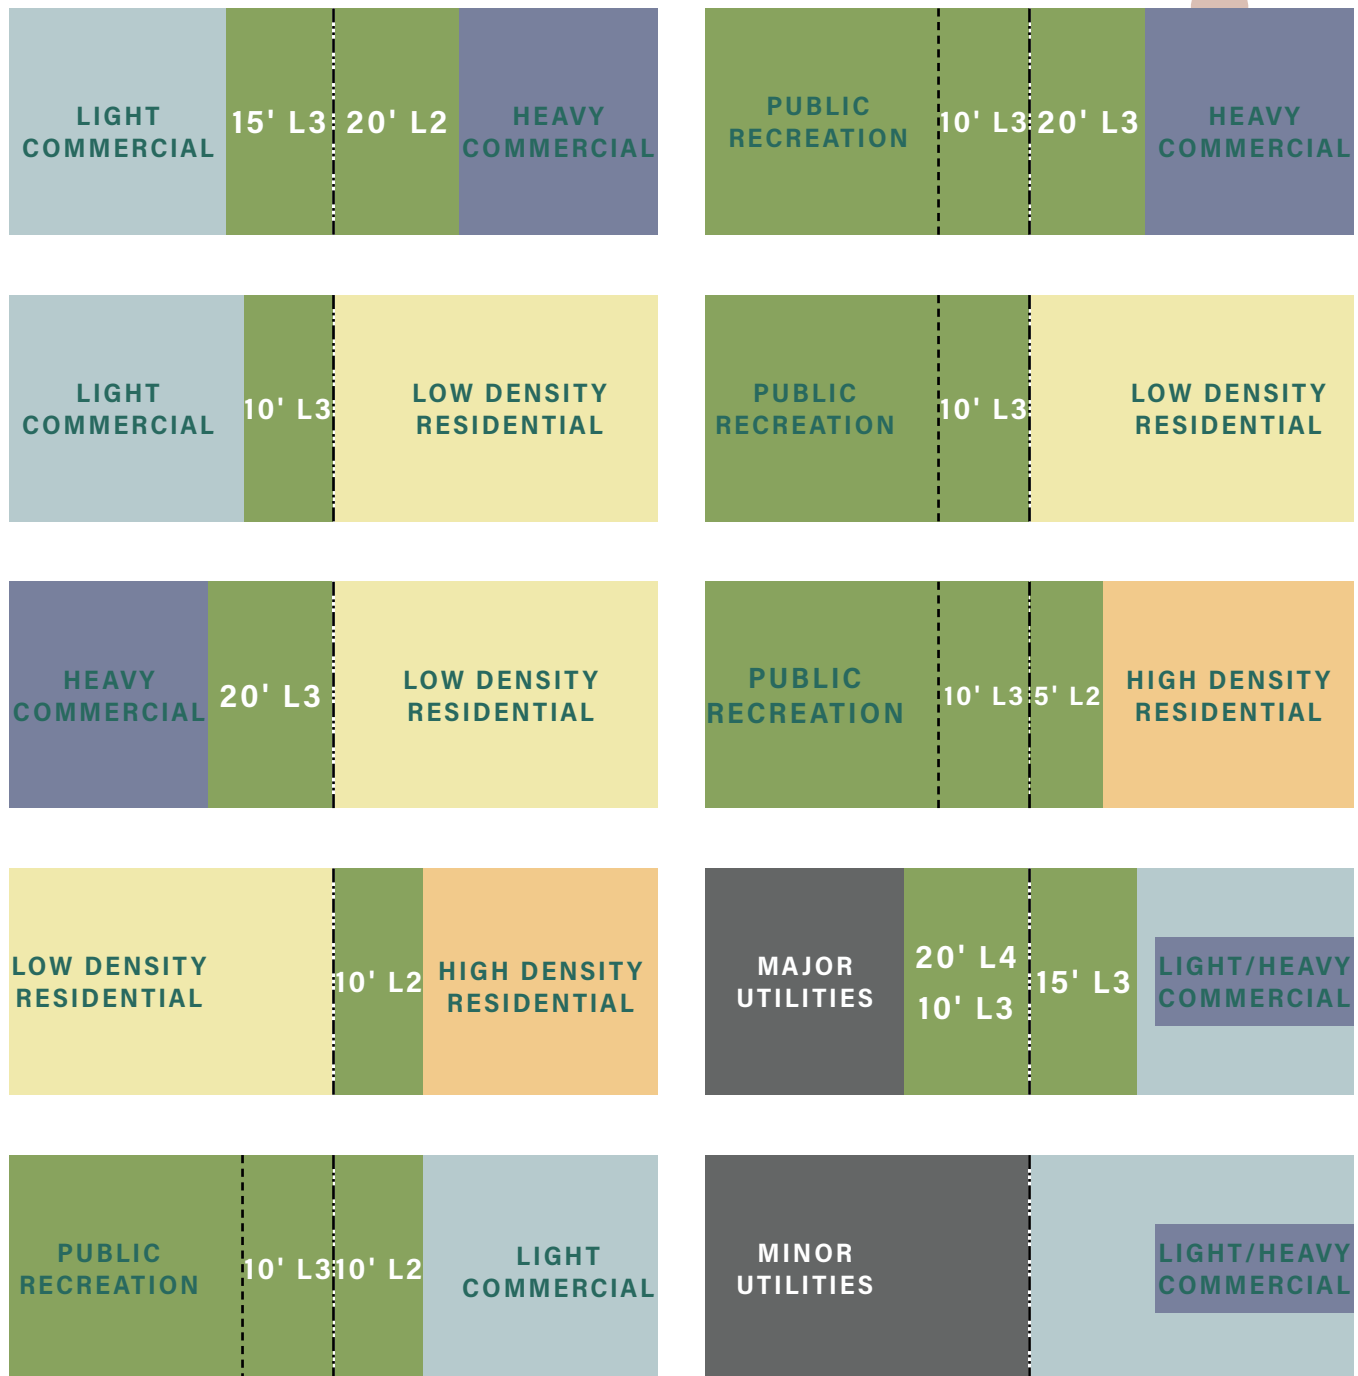 LIGHT
COMMERCIAL
15' L3
20' L2
HEAVY
COMMERCIAL
PUBLIC
RECREATION
10' L3
20' L3
HEAVY
COMMERCIAL
LIGHT
COMMERCIAL
10' L3
LOW DENSITY
RESIDENTIAL
PUBLIC
RECREATION
10' L3
LOW DENSITY
RESIDENTIAL
HEAVY
COMMERCIAL
20' L3
LOW DENSITY
RESIDENTIAL
PUBLIC
RECREATION
10' L3
5' L2
HIGH DENSITY
RESIDENTIAL
LOW DENSITY
RESIDENTIAL
10' L2
HIGH DENSITY
RESIDENTIAL
MAJOR
UTILITIES
20' L4
10' L3
15' L3
LIGHT/HEAVY
COMMERCIAL
PUBLIC
RECREATION
10' L3
10' L2
LIGHT
COMMERCIAL
MINOR
UTILITIES
LIGHT/HEAVY
COMMERCIAL